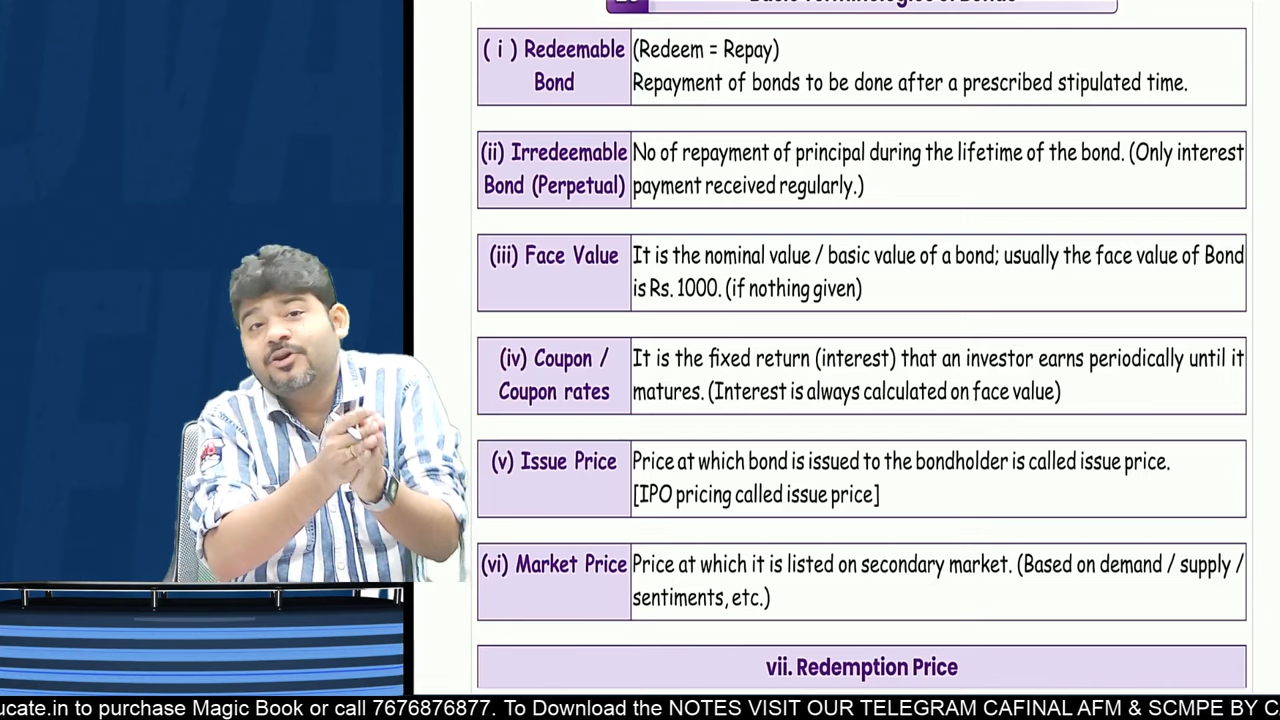 Basic Terminologies of Bonds
( i ) Redeemable Bond
(Redeem = Repay)
Repayment of bonds to be done after a prescribed stipulated time.
(ii) Irredeemable Bond (Perpetual)
No of repayment of principal during the lifetime of the bond. (Only interest
payment received regularly.)
(iii) Face Value
It is the nominal value / basic value of a bond; usually the face value of Bond
is Rs. 1000. (if nothing given)
(iv) Coupon /
Coupon rates
It is the fixed return (interest) that an investor earns periodically until it
matures. (Interest is always calculated on face value)
(v) Issue Price
Price at which bond is issued to the bondholder is called issue price.
[IPO pricing called issue price]
(vi) Market Price
Price at which it is listed on secondary market. (Based on demand / supply /
sentiments, etc.)
vii. Redemption Price
ucate.in to purchase Magic Book or call 7676876877. To Download the NOTES VISIT OUR TELEGRAM CAFINAL AFM & SCMPE BY C